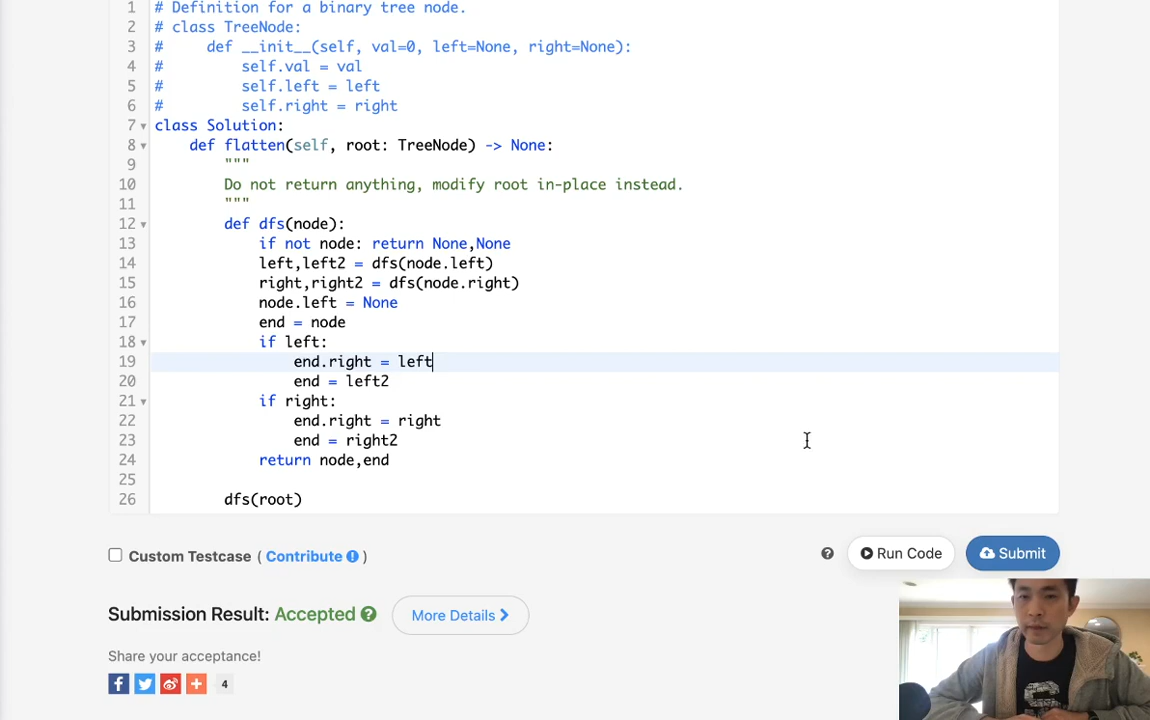 1 # Definition for a binary tree node.
2 # class TreeNode:
3 #     def __init__(self, val=0, left=None, right=None):
4 #         self.val = val
5 #         self.left = left
6 #         self.right = right
7 class Solution:
8     def flatten(self, root: TreeNode) -> None:
9         """
10         Do not return anything, modify root in-place instead.
11         """
12         def dfs(node):
13             if not node: return None,None
14             left,left2 = dfs(node.left)
15             right,right2 = dfs(node.right)
16             node.left = None
17             end = node
18             if left:
19                 end.right = left
20                 end = left2
21             if right:
22                 end.right = right
23                 end = right2
24             return node,end
25
26         dfs(root)
Custom Testcase ( Contribute ! )
? Run Code Submit
Submission Result: Accepted ? More Details
Share your acceptance!
4